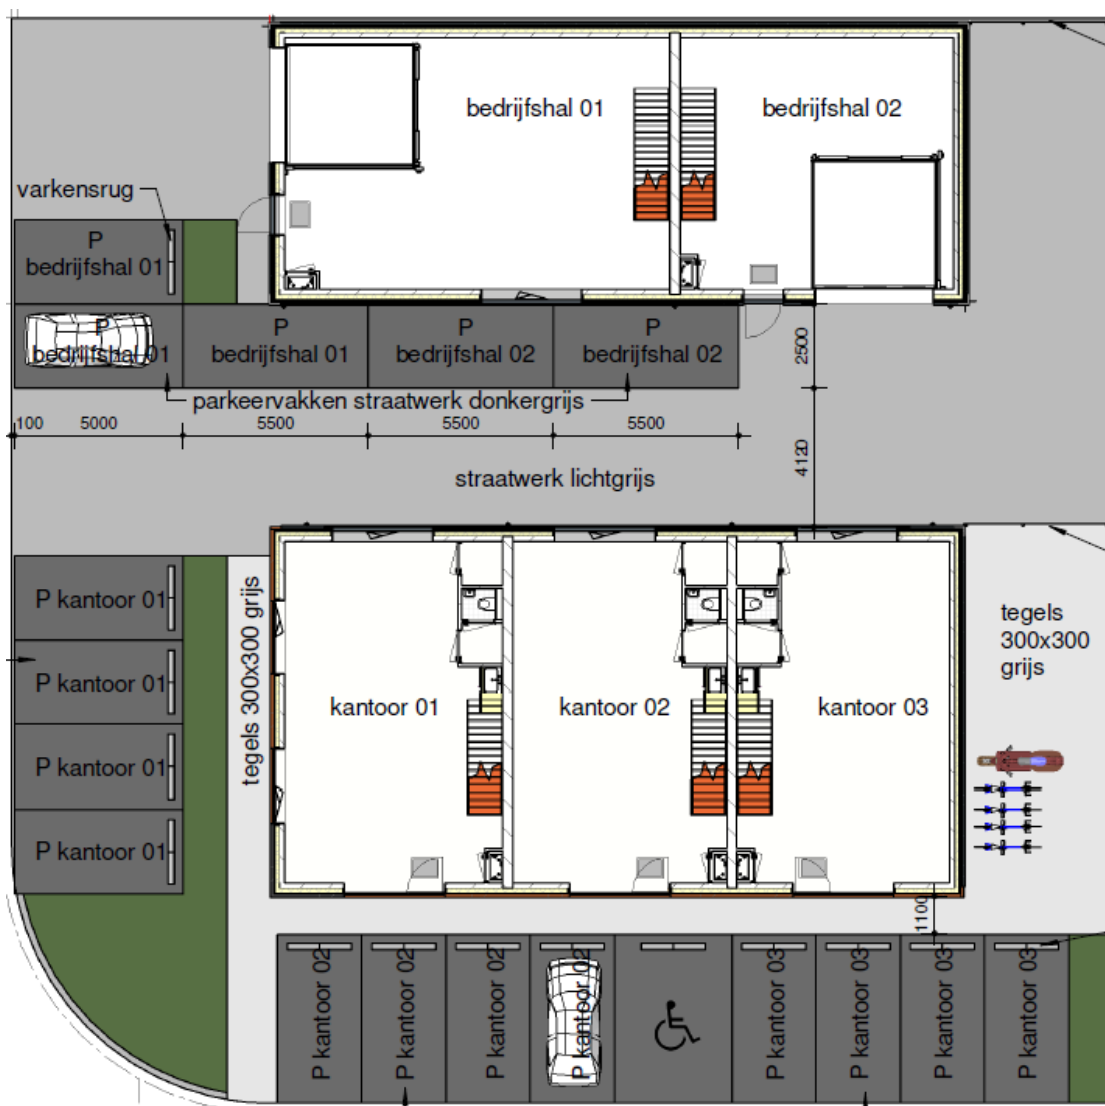 bedrijfshal 01
bedrijfshal 02
varkensrug
P
bedrijfshal 01
P
bedrijfshal 01
P
bedrijfshal 01
P
bedrijfshal 02
P
bedrijfshal 02
2500
parkeervakken straatwerk donkergrijs
100
5000
5500
5500
5500
4120
straatwerk lichtgrijs
P kantoor 01
P kantoor 01
P kantoor 01
P kantoor 01
tegels 300x300 grijs
kantoor 01
kantoor 02
kantoor 03
tegels
300x300
grijs
1100
P kantoor 02
P kantoor 02
P kantoor 02
P kantoor 02
P kantoor 03
P kantoor 03
P kantoor 03
P kantoor 03